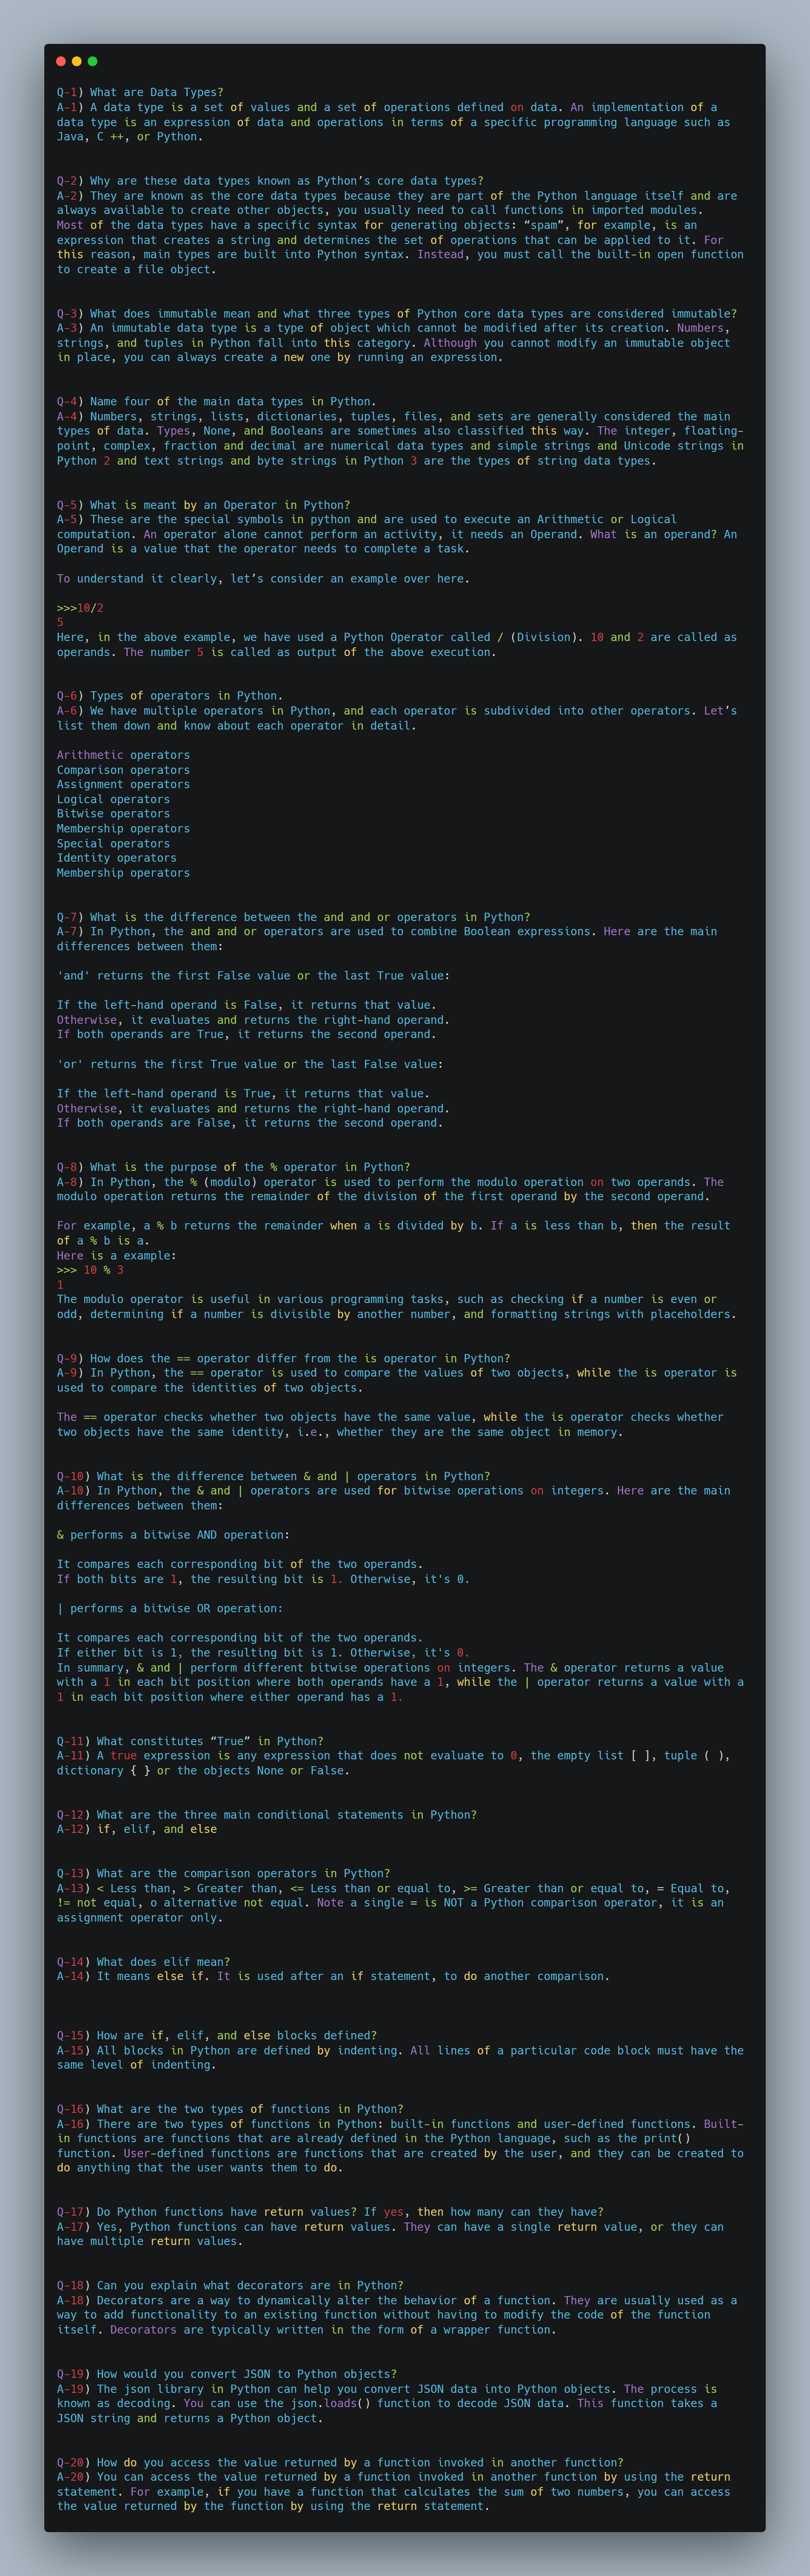 Q-1) What are Data Types?
A-1) A data type is a set of values and a set of operations defined on data. An implementation of a
data type is an expression of data and operations in terms of a specific programming language such as
Java, C ++, or Python.
Q-2) Why are these data types known as Python’s core data types?
A-2) They are known as the core data types because they are part of the Python language itself and are
always available to create other objects, you usually need to call functions in imported modules.
Most of the data types have a specific syntax for generating objects: “spam”, for example, is an
expression that creates a string and determines the set of operations that can be applied to it. For
this reason, main types are built into Python syntax. Instead, you must call the built-in open function
to create a file object.
Q-3) What does immutable mean and what three types of Python core data types are considered immutable?
A-3) An immutable data type is a type of object which cannot be modified after its creation. Numbers,
strings, and tuples in Python fall into this category. Although you cannot modify an immutable object
in place, you can always create a new one by running an expression.
Q-4) Name four of the main data types in Python.
A-4) Numbers, strings, lists, dictionaries, tuples, files, and sets are generally considered the main
types of data. Types, None, and Booleans are sometimes also classified this way. The integer, floating-
point, complex, fraction and decimal are numerical data types and simple strings and Unicode strings in
Python 2 and text strings and byte strings in Python 3 are the types of string data types.
Q-5) What is meant by an Operator in Python?
A-5) These are the special symbols in python and are used to execute an Arithmetic or Logical
computation. An operator alone cannot perform an activity, it needs an Operand. What is an operand? An
Operand is a value that the operator needs to complete a task.
To understand it clearly, let’s consider an example over here.
>>>10/2
5
Here, in the above example, we have used a Python Operator called / (Division). 10 and 2 are called as
operands. The number 5 is called as output of the above execution.
Q-6) Types of operators in Python.
A-6) We have multiple operators in Python, and each operator is subdivided into other operators. Let’s
list them down and know about each operator in detail.
Arithmetic operators
Comparison operators
Assignment operators
Logical operators
Bitwise operators
Membership operators
Special operators
Identity operators
Membership operators
Q-7) What is the difference between the and and or operators in Python?
A-7) In Python, the and and or operators are used to combine Boolean expressions. Here are the main
differences between them:
'and' returns the first False value or the last True value:
If the left-hand operand is False, it returns that value.
Otherwise, it evaluates and returns the right-hand operand.
If both operands are True, it returns the second operand.
'or' returns the first True value or the last False value:
If the left-hand operand is True, it returns that value.
Otherwise, it evaluates and returns the right-hand operand.
If both operands are False, it returns the second operand.
Q-8) What is the purpose of the % operator in Python?
A-8) In Python, the % (modulo) operator is used to perform the modulo operation on two operands. The
modulo operation returns the remainder of the division of the first operand by the second operand.
For example, a % b returns the remainder when a is divided by b. If a is less than b, then the result
of a % b is a.
Here is a example:
>>> 10 % 3
1
The modulo operator is useful in various programming tasks, such as checking if a number is even or
odd, determining if a number is divisible by another number, and formatting strings with placeholders.
Q-9) How does the == operator differ from the is operator in Python?
A-9) In Python, the == operator is used to compare the values of two objects, while the is operator is
used to compare the identities of two objects.
The == operator checks whether two objects have the same value, while the is operator checks whether
two objects have the same identity, i.e., whether they are the same object in memory.
Q-10) What is the difference between & and | operators in Python?
A-10) In Python, the & and | operators are used for bitwise operations on integers. Here are the main
differences between them:
& performs a bitwise AND operation:
It compares each corresponding bit of the two operands.
If both bits are 1, the resulting bit is 1. Otherwise, it's 0.
| performs a bitwise OR operation:
It compares each corresponding bit of the two operands.
If either bit is 1, the resulting bit is 1. Otherwise, it's 0.
In summary, & and | perform different bitwise operations on integers. The & operator returns a value
with a 1 in each bit position where both operands have a 1, while the | operator returns a value with a
1 in each bit position where either operand has a 1.
Q-11) What constitutes “True” in Python?
A-11) A true expression is any expression that does not evaluate to 0, the empty list [ ], tuple ( ),
dictionary { } or the objects None or False.
Q-12) What are the three main conditional statements in Python?
A-12) if, elif, and else
Q-13) What are the comparison operators in Python?
A-13) < Less than, > Greater than, <= Less than or equal to, >= Greater than or equal to, = Equal to,
!= not equal, o alternative not equal. Note a single = is NOT a Python comparison operator, it is an
assignment operator only.
Q-14) What does elif mean?
A-14) It means else if. It is used after an if statement, to do another comparison.
Q-15) How are if, elif, and else blocks defined?
A-15) All blocks in Python are defined by indenting. All lines of a particular code block must have the
same level of indenting.
Q-16) What are the two types of functions in Python?
A-16) There are two types of functions in Python: built-in functions and user-defined functions. Built-
in functions are functions that are already defined in the Python language, such as the print()
function. User-defined functions are functions that are created by the user, and they can be created to
do anything that the user wants them to do.
Q-17) Do Python functions have return values? If yes, then how many can they have?
A-17) Yes, Python functions can have return values. They can have a single return value, or they can
have multiple return values.
Q-18) Can you explain what decorators are in Python?
A-18) Decorators are a way to dynamically alter the behavior of a function. They are usually used as a
way to add functionality to an existing function without having to modify the code of the function
itself. Decorators are typically written in the form of a wrapper function.
Q-19) How would you convert JSON to Python objects?
A-19) The json library in Python can help you convert JSON data into Python objects. The process is
known as decoding. You can use the json.loads() function to decode JSON data. This function takes a
JSON string and returns a Python object.
Q-20) How do you access the value returned by a function invoked in another function?
A-20) You can access the value returned by a function invoked in another function by using the return
statement. For example, if you have a function that calculates the sum of two numbers, you can access
the value returned by the function by using the return statement.